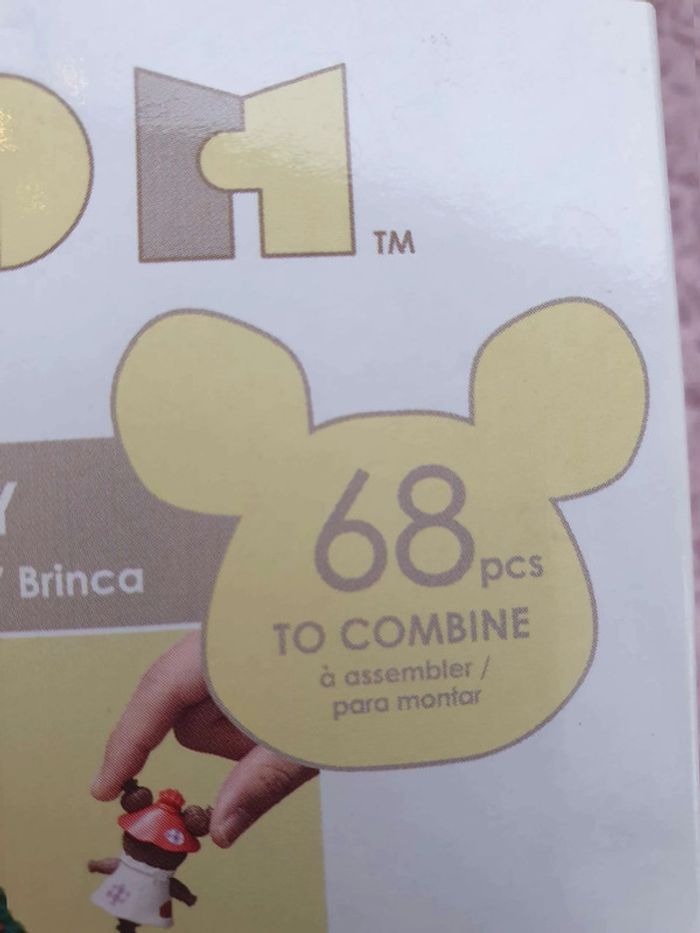 TM
Y
Brinca
68 pcs
TO COMBINE
à assembler /
para montar